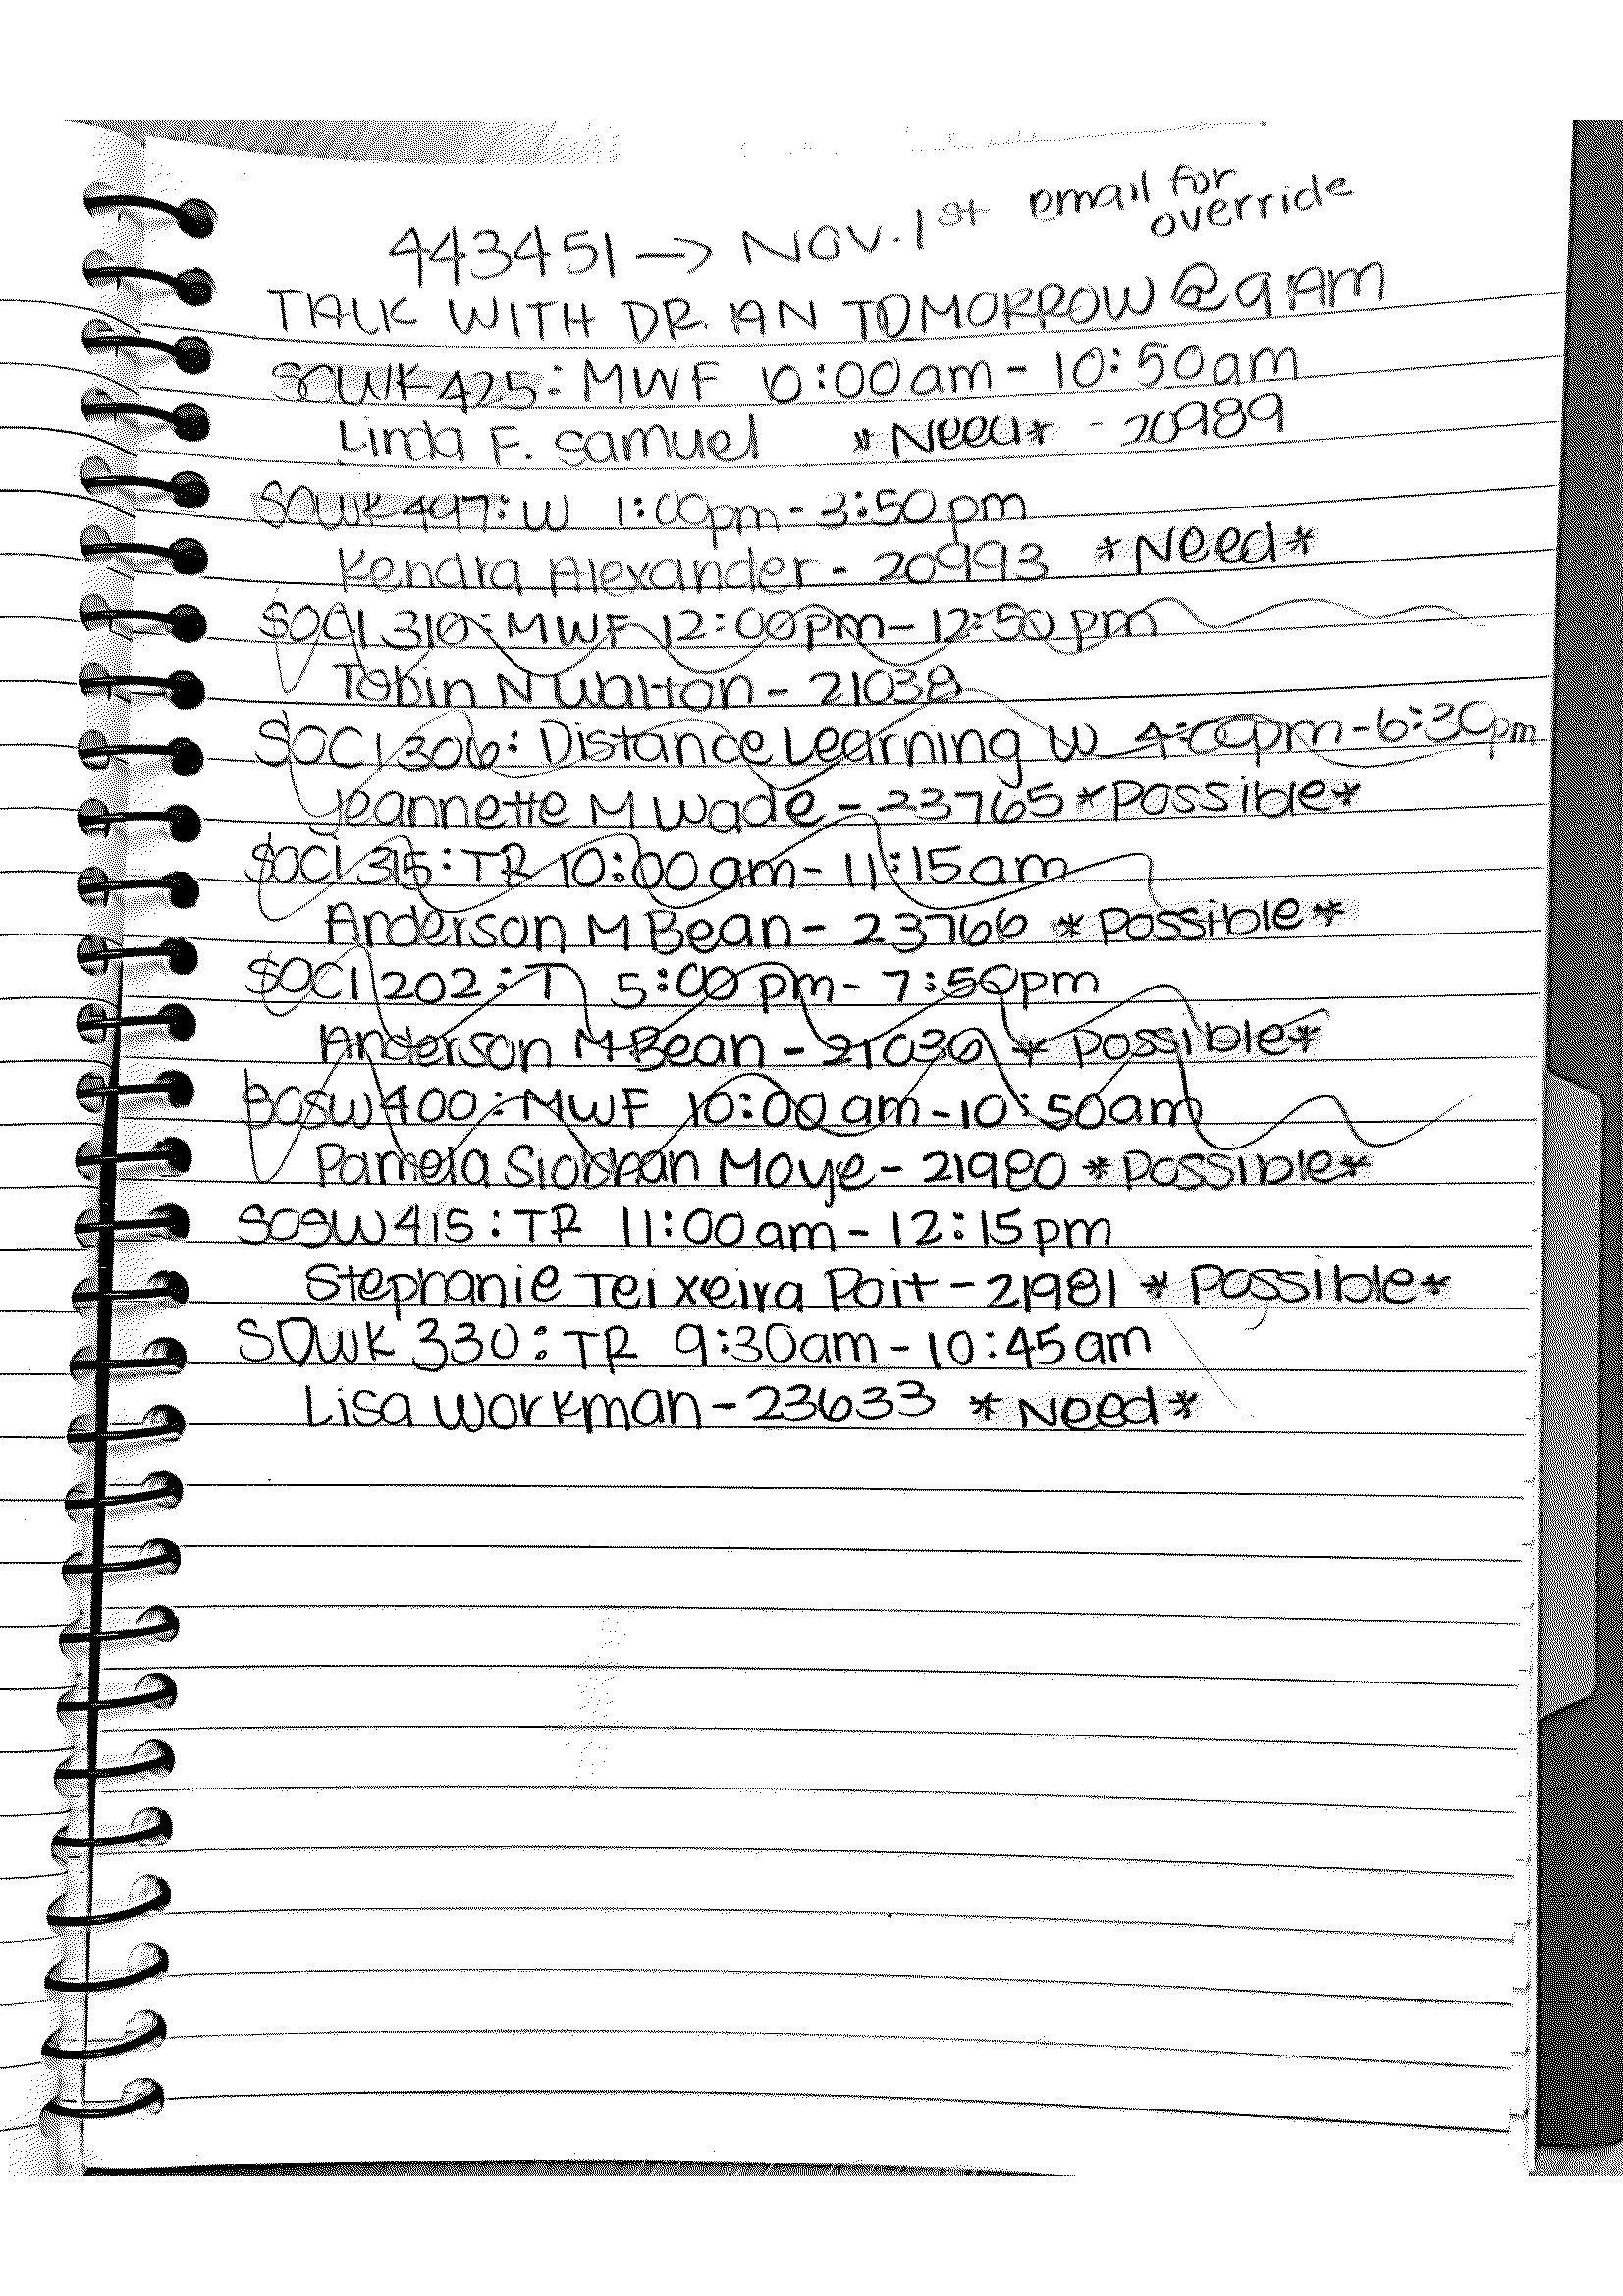 443451 → NOV. 1st email for override
TALK WITH DR. IAN TOMORROW @ 9AM
SOWK 425: MWF 10:00am - 10:50am
Linda F. Samuel *Need* - 20989
SOWK 497: W 1:00pm - 3:50pm
Kendra Alexander - 20993 *Need*
SOCI 310: MWF 12:00pm - 12:50pm
Tobin N Walton - 21038
SOCI 306: Distance Learning W 4:00pm - 6:30pm
Jeannette M Wade - 23765 *Possible*
SOCI 315: TR 10:00am - 11:15am
Anderson M Bean - 23766 *Possible*
SOCI 202: T 5:00pm - 7:50pm
Anderson M Bean - 21036 *Possible*
SOSW 400: MWF 10:00am - 10:50am
Pamela Siobhan Moye - 21980 *Possible*
SOSW 415: TR 11:00am - 12:15pm
Stephanie Teixeira Poit - 21981 *Possible*
SOWK 330: TR 9:30am - 10:45am
Lisa Workman - 23633 *Need*